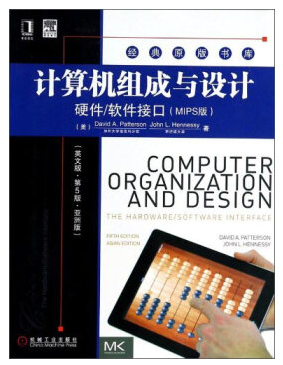 经典原版书库
计算机组成与设计
硬件/软件接口(MIPS版)
(美) David A. Patterson John L. Hennessy 著
(英文版·第5版·亚洲版)
COMPUTER
ORGANIZATION
AND DESIGN
THE HARDWARE/SOFTWARE INTERFACE
FIFTH EDITION
ASIAN EDITION
DAVID A. PATTERSON
JOHN L. HENNESSY
机械工业出版社
China Machine Press
MK